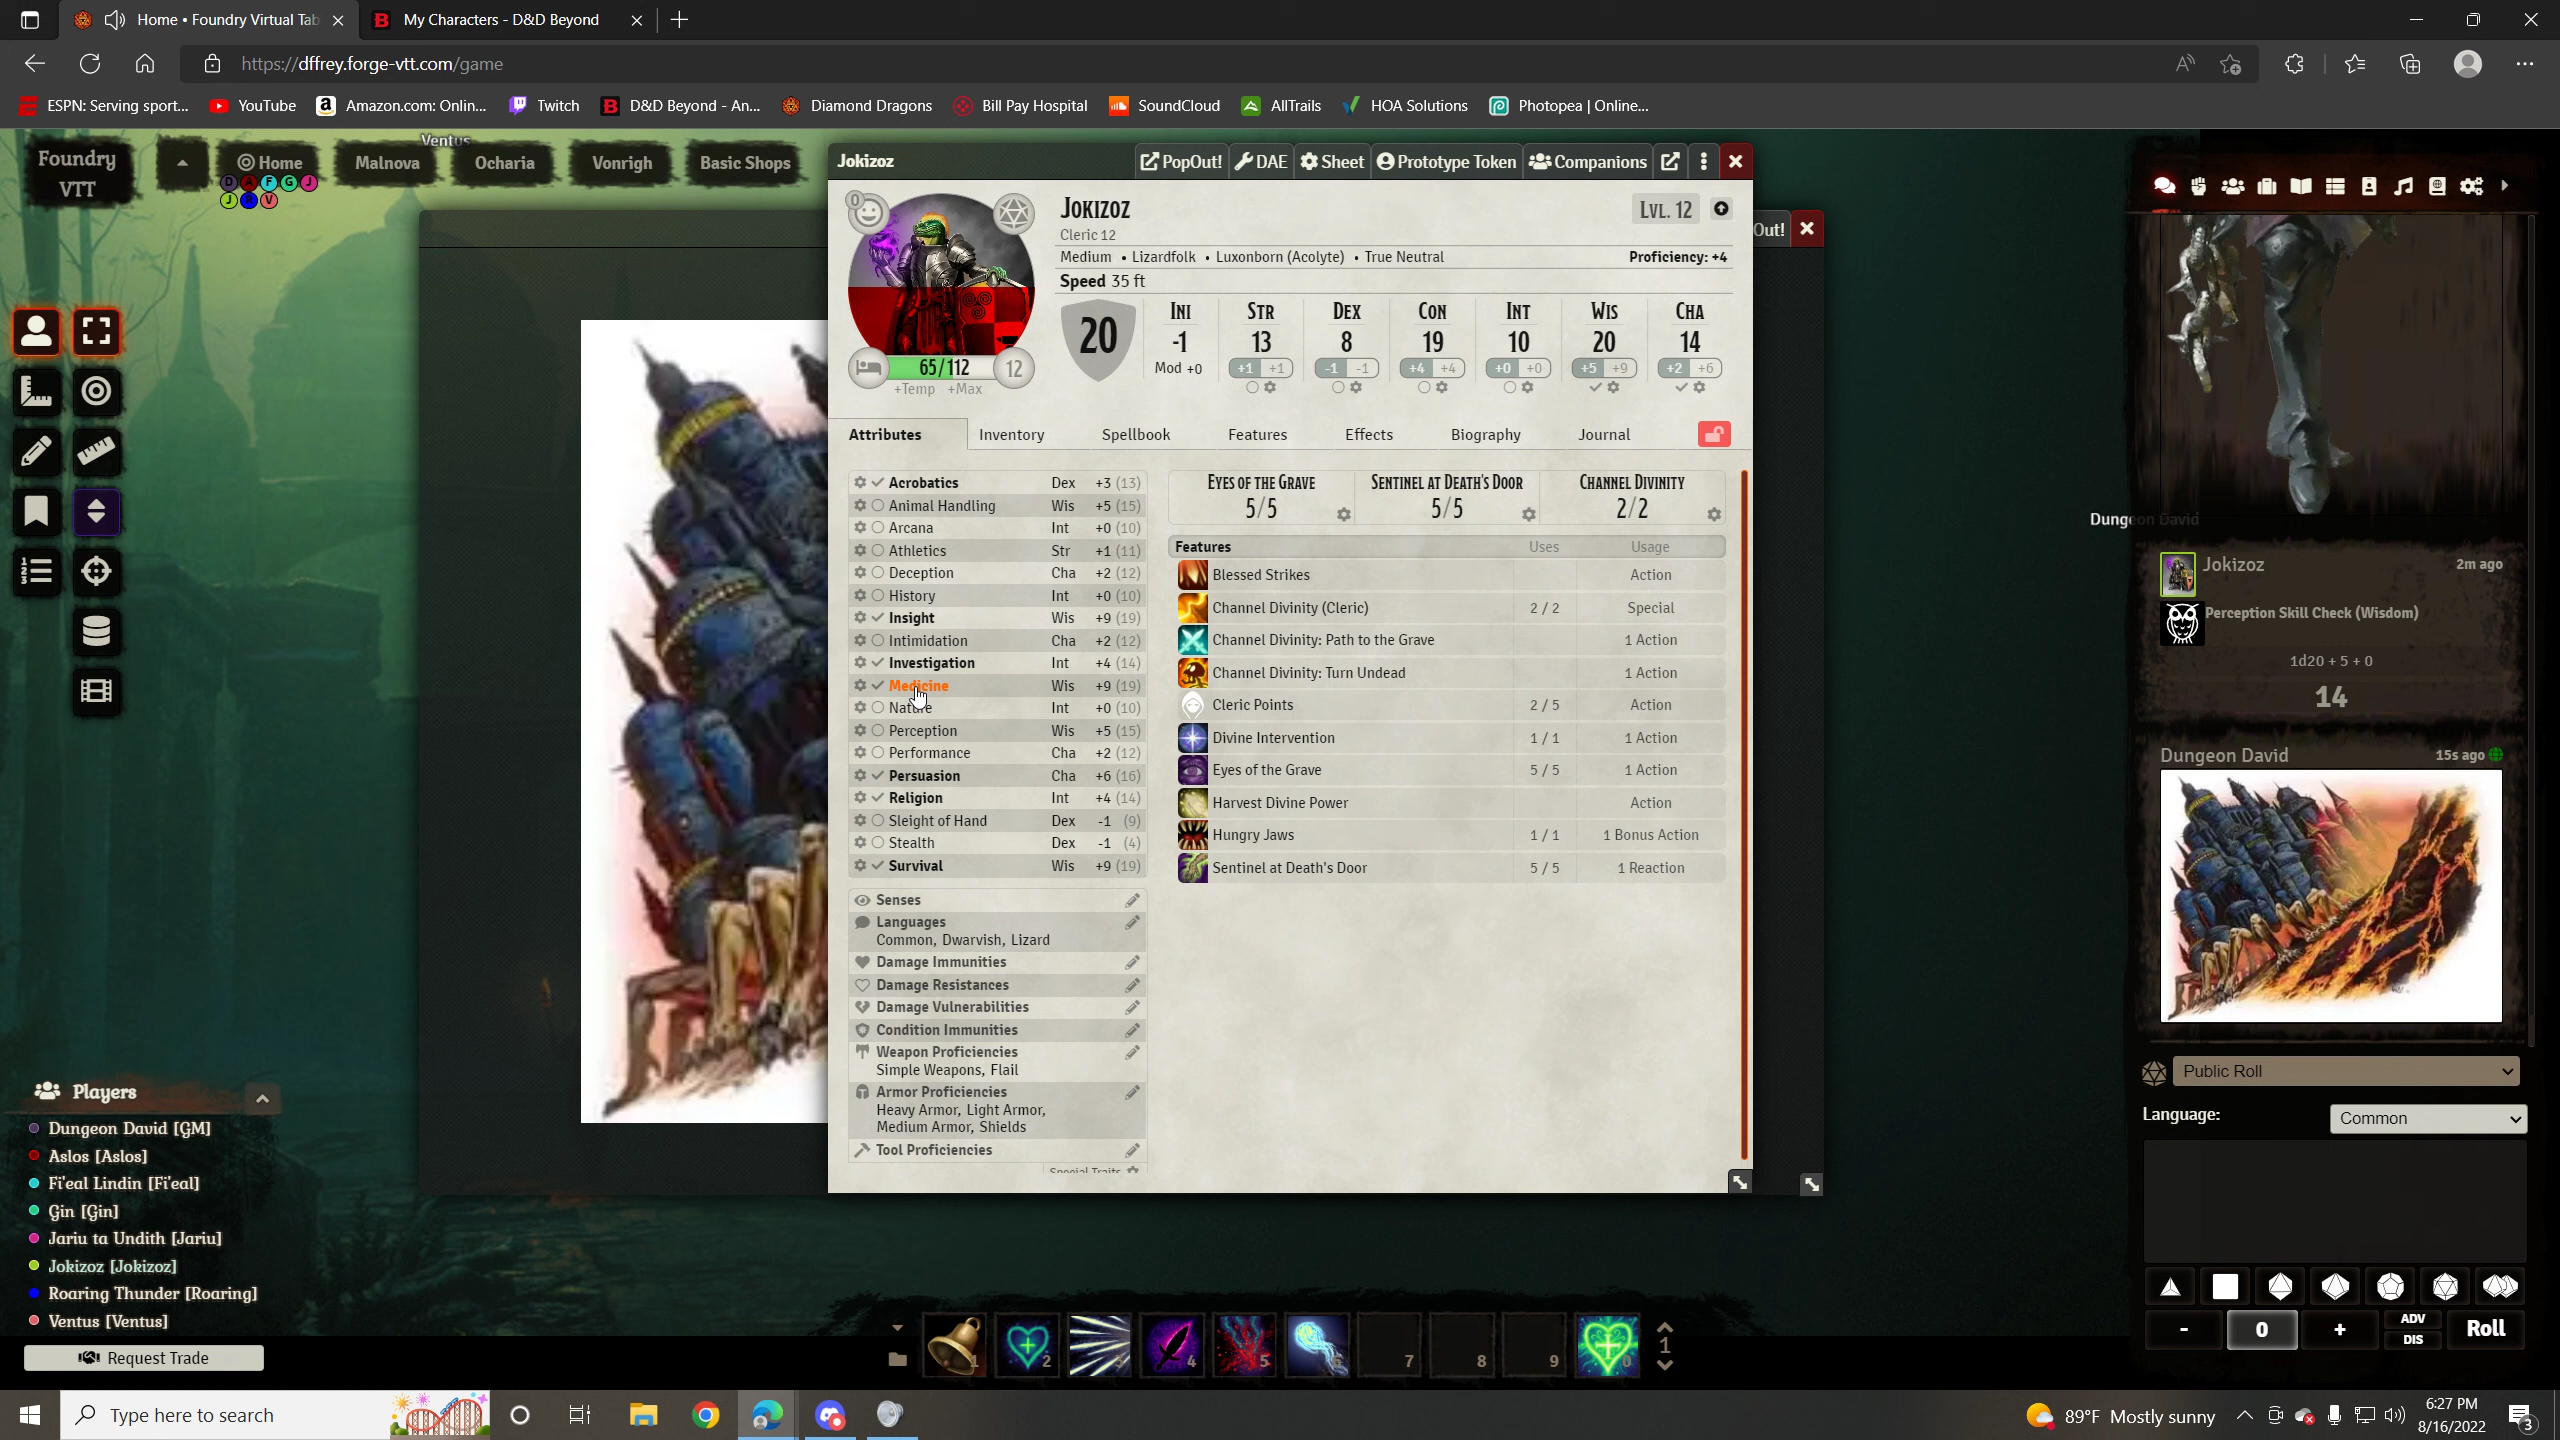 Home • Foundry Virtual Tab
My Characters - D&D Beyond
https://dffrey.forge-vtt.com/game
ESPN: Serving sport...
YouTube
Amazon.com: Onlin...
Twitch
D&D Beyond - An...
Diamond Dragons
Bill Pay Hospital
SoundCloud
AllTrails
HOA Solutions
Photopea | Online...
Foundry
VTT
Home
Malnova
Ventus
Ocharia
Vonrigh
Basic Shops
D A F G J
J R V
Jokizoz
PopOut!
DAE
Sheet
Prototype Token
Companions
Out!
0
Jokizoz
Lvl. 12
Cleric 12
Medium • Lizardfolk • Luxonborn (Acolyte) • True Neutral
Proficiency: +4
Speed 35 ft
20
Ini -1 Mod +0
Str 13 +1 +1
Dex 8 -1 -1
Con 19 +4 +4
Int 10 +0 +0
Wis 20 +5 +9
Cha 14 +2 +6
65/112
12
+Temp +Max
Attributes
Inventory
Spellbook
Features
Effects
Biography
Journal
Acrobatics Dex +3 (13)
Animal Handling Wis +5 (15)
Arcana Int +0 (10)
Athletics Str +1 (11)
Deception Cha +2 (12)
History Int +0 (10)
Insight Wis +9 (19)
Intimidation Cha +2 (12)
Investigation Int +4 (14)
Medicine Wis +9 (19)
Nature Int +0 (10)
Perception Wis +5 (15)
Performance Cha +2 (12)
Persuasion Cha +6 (16)
Religion Int +4 (14)
Sleight of Hand Dex -1 (9)
Stealth Dex -1 (4)
Survival Wis +9 (19)
Senses
Languages
Common, Dwarvish, Lizard
Damage Immunities
Damage Resistances
Damage Vulnerabilities
Condition Immunities
Weapon Proficiencies
Simple Weapons, Flail
Armor Proficiencies
Heavy Armor, Light Armor,
Medium Armor, Shields
Tool Proficiencies
Special Traits
Eyes of the Grave
5/5
Sentinel at Death's Door
5/5
Channel Divinity
2/2
Features Uses Usage
Blessed Strikes Action
Channel Divinity (Cleric) 2 / 2 Special
Channel Divinity: Path to the Grave 1 Action
Channel Divinity: Turn Undead 1 Action
Cleric Points 2 / 5 Action
Divine Intervention 1 / 1 1 Action
Eyes of the Grave 5 / 5 1 Action
Harvest Divine Power Action
Hungry Jaws 1 / 1 1 Bonus Action
Sentinel at Death's Door 5 / 5 1 Reaction
Dungeon David
Jokizoz 2m ago
Perception Skill Check (Wisdom)
1d20 + 5 + 0
14
Dungeon David 15s ago
Public Roll
Language: Common
- 0 + ADV
DIS
Roll
Players
Dungeon David [GM]
Aslos [Aslos]
Fi'eal Lindin [Fi'eal]
Gin [Gin]
Jariu ta Undith [Jariu]
Jokizoz [Jokizoz]
Roaring Thunder [Roaring]
Ventus [Ventus]
Request Trade
1 2 4 5 6 7 8 9 0
1
Type here to search
89°F Mostly sunny
6:27 PM
8/16/2022
3